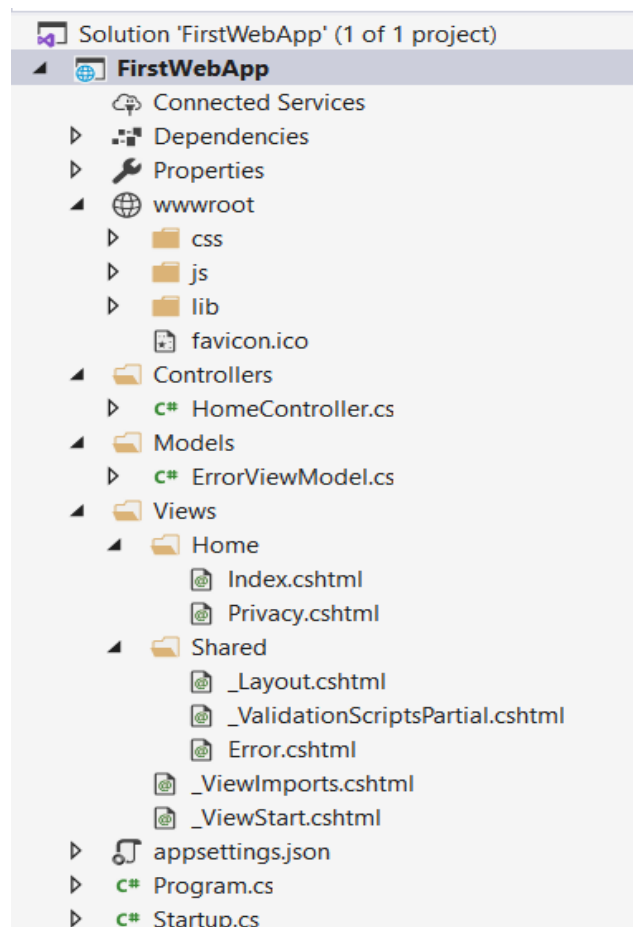 Solution 'FirstWebApp' (1 of 1 project)
FirstWebApp
Connected Services
Dependencies
Properties
wwwroot
css
js
lib
favicon.ico
Controllers
C# HomeController.cs
Models
C# ErrorViewModel.cs
Views
Home
Index.cshtml
Privacy.cshtml
Shared
_Layout.cshtml
_ValidationScriptsPartial.cshtml
Error.cshtml
_ViewImports.cshtml
_ViewStart.cshtml
appsettings.json
C# Program.cs
C# Startup.cs